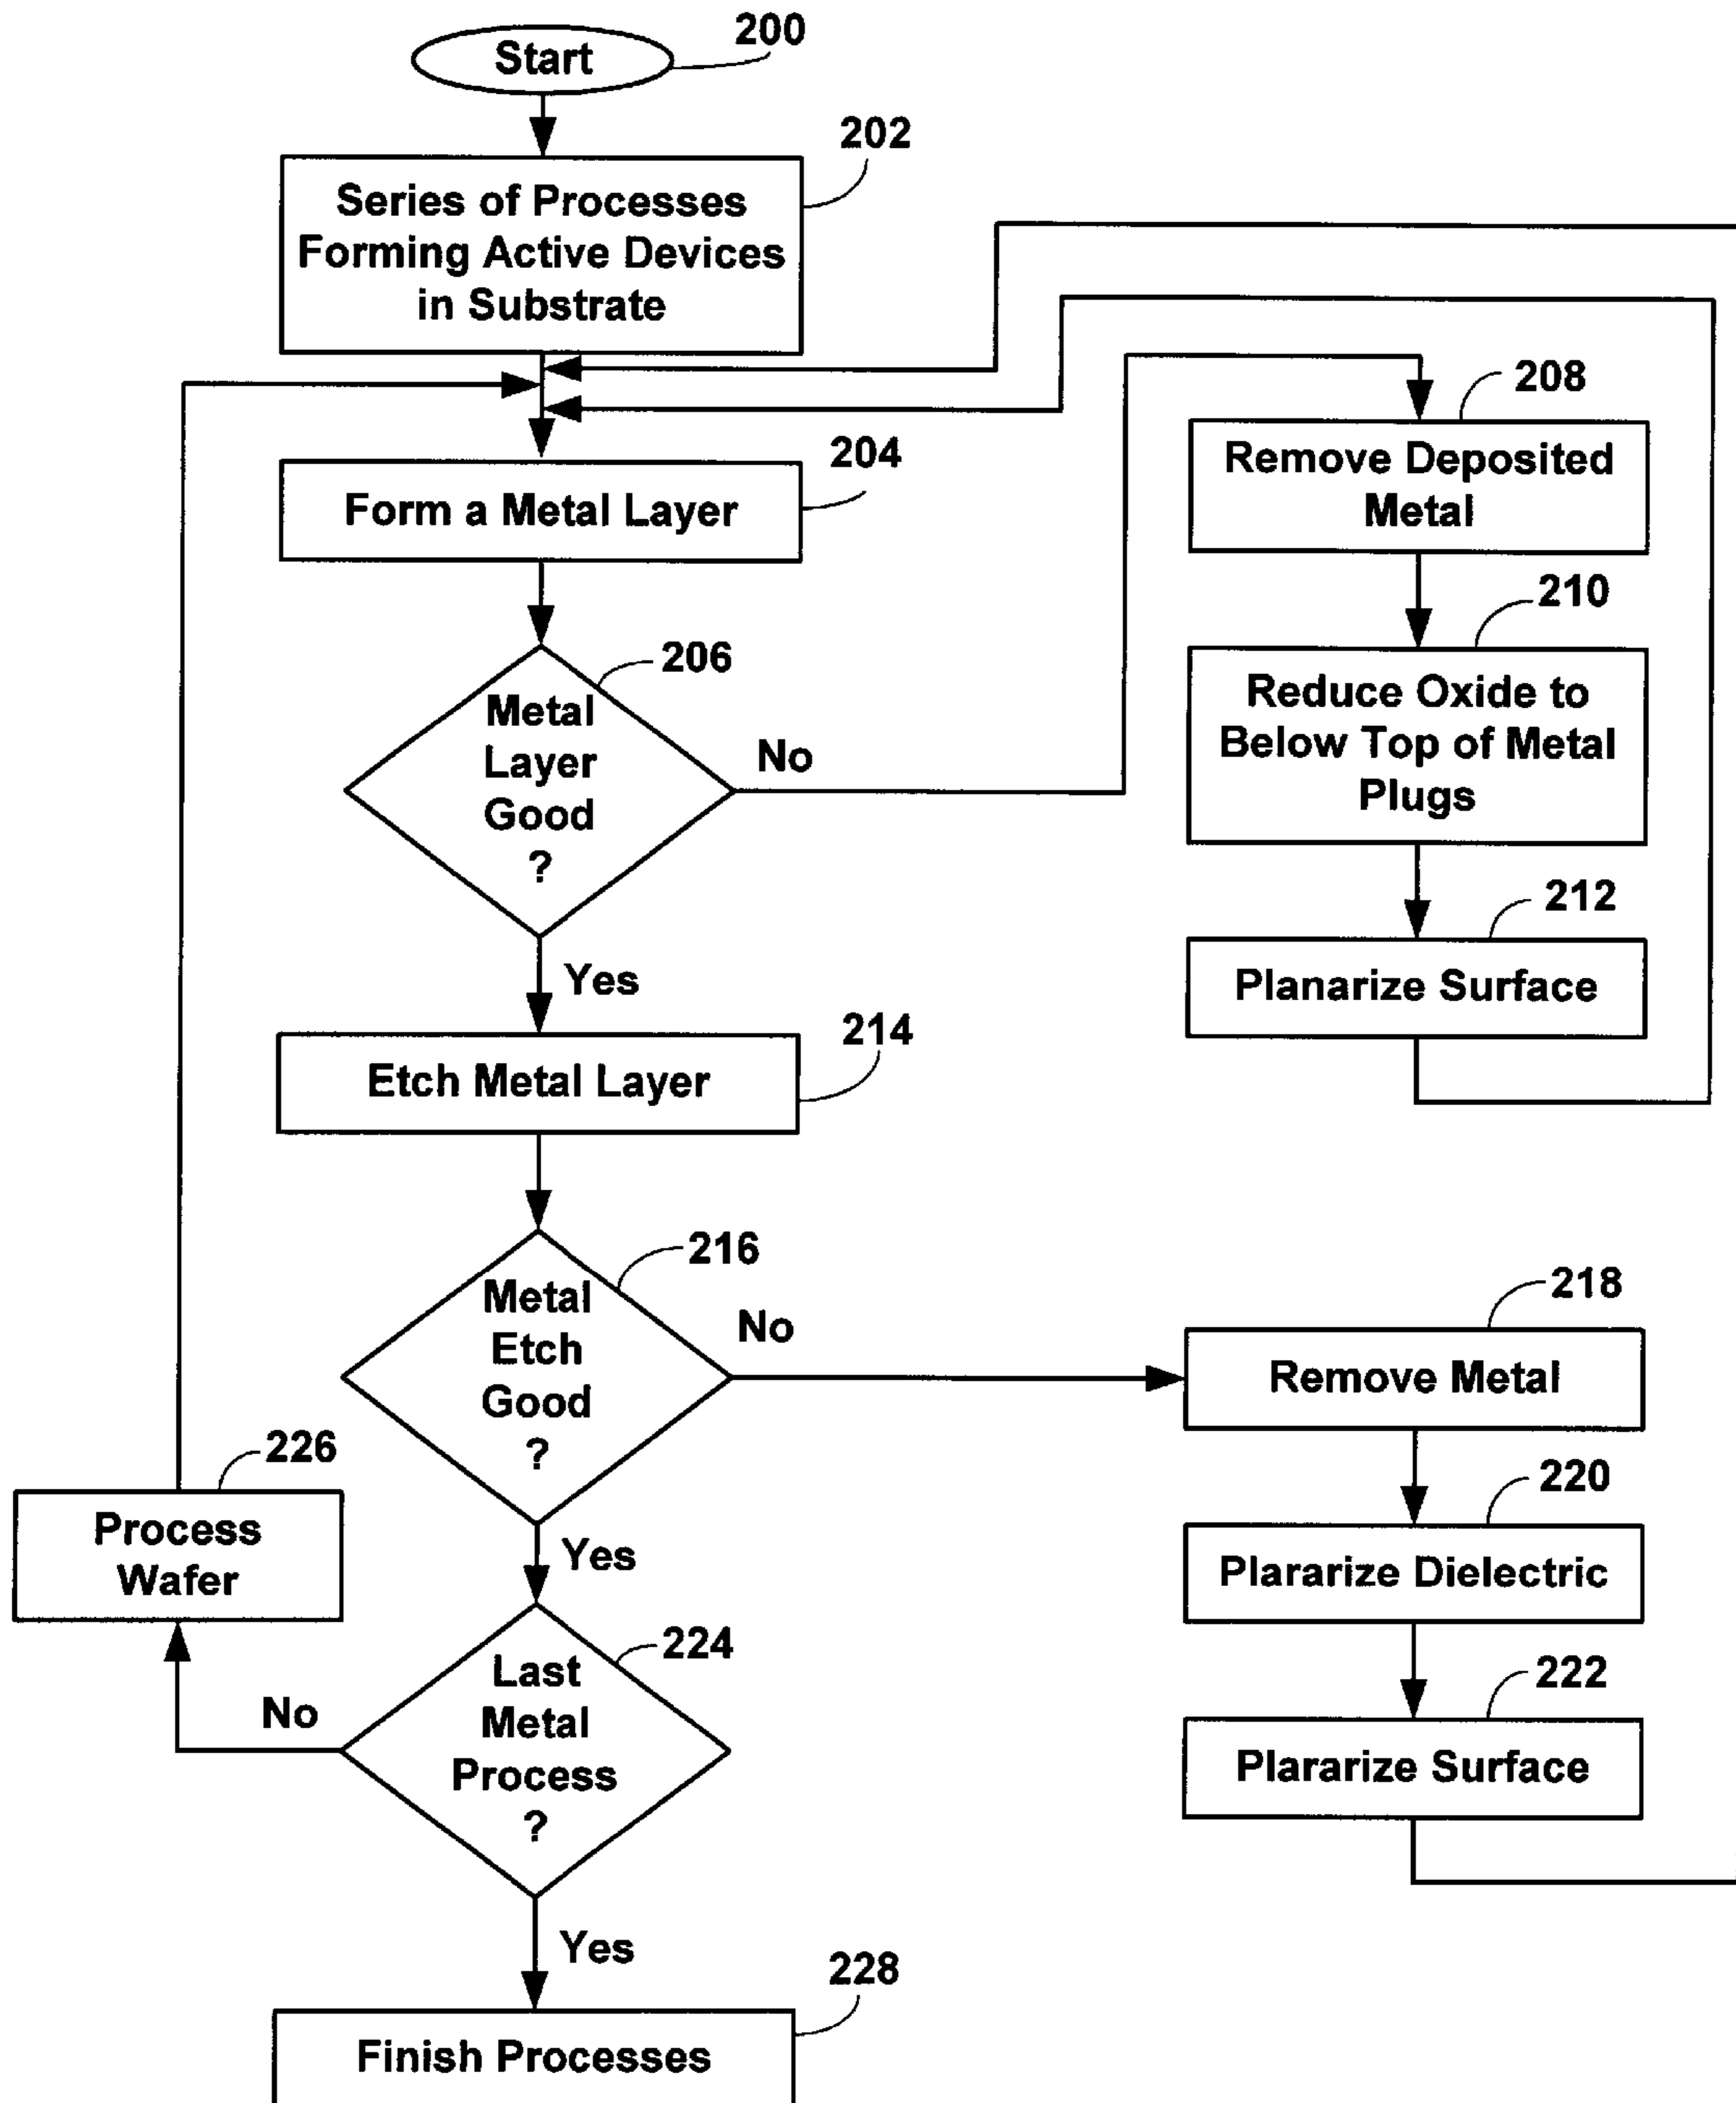 Start
200
Series of Processes
Forming Active Devices
in Substrate
202
Form a Metal Layer
204
Metal
Layer
Good
?
206
No
Yes
Remove Deposited
Metal
208
Reduce Oxide to
Below Top of Metal
Plugs
210
Planarize Surface
212
Etch Metal Layer
214
Metal
Etch
Good
?
216
No
Yes
Remove Metal
218
Plararize Dielectric
220
Plararize Surface
222
Last
Metal
Process
?
224
No
Yes
Process
Wafer
226
Finish Processes
228